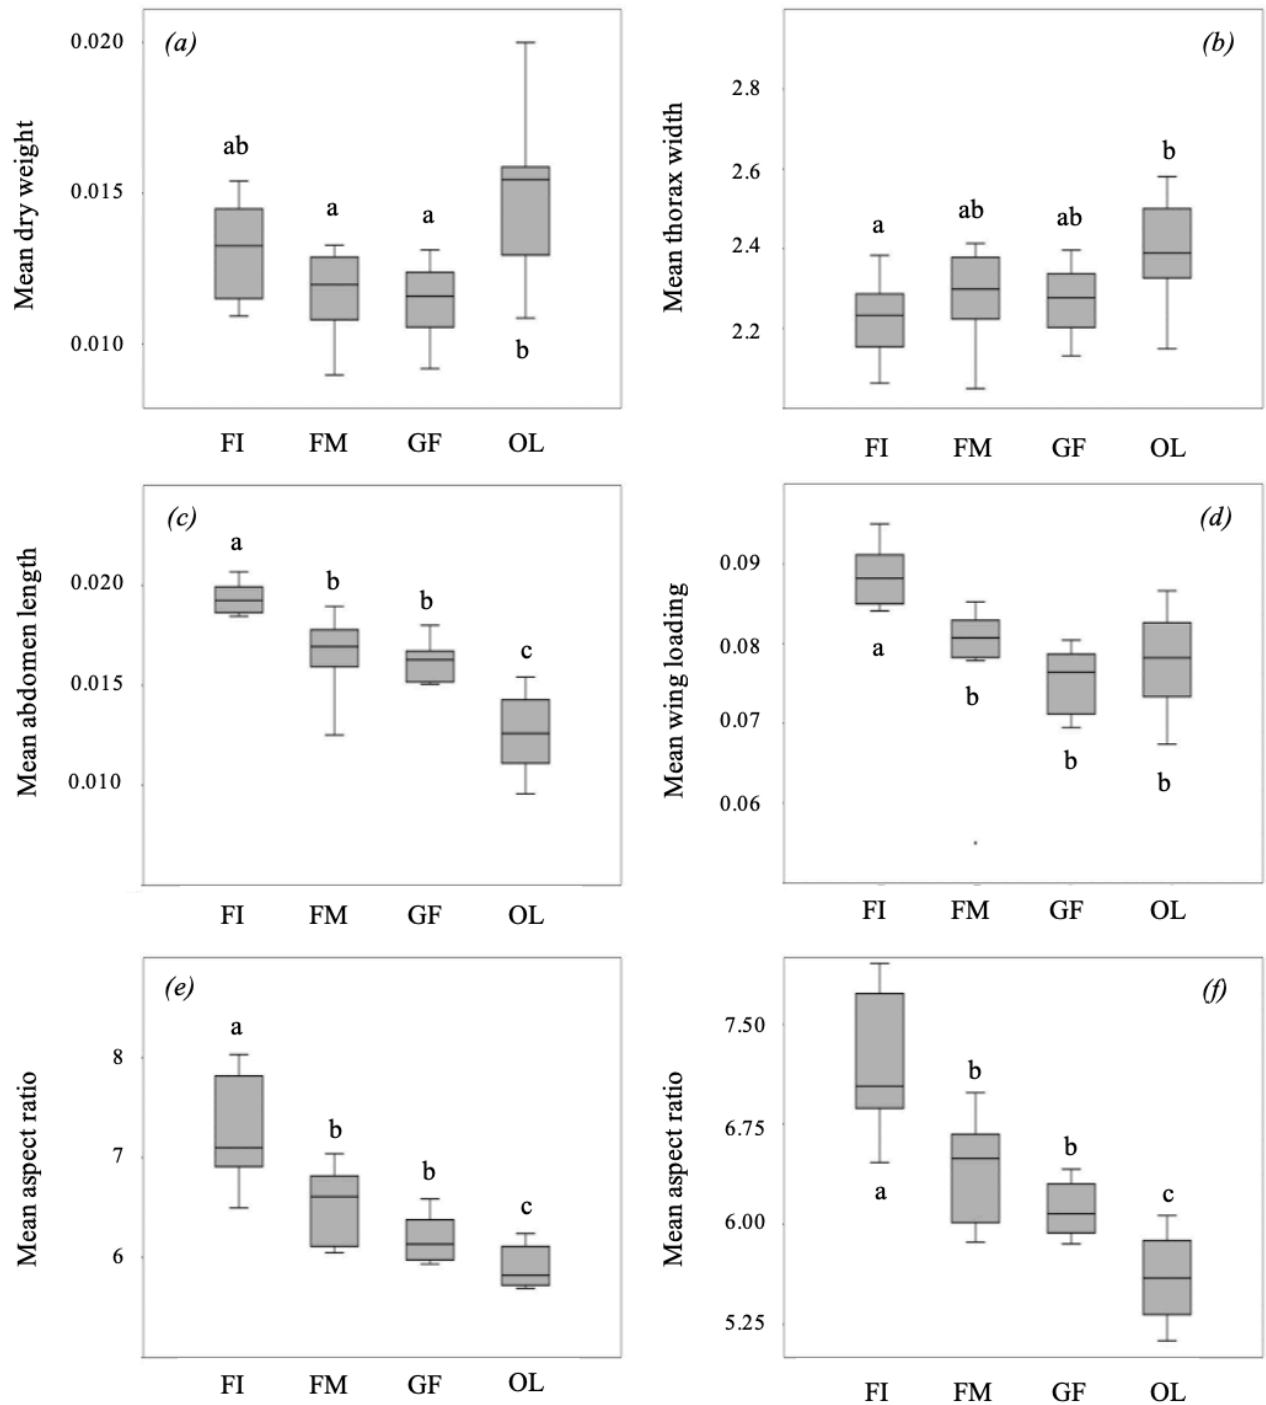 (a)
Mean dry weight
0.020
0.015
0.010
ab
a
a
b
FI FM GF OL
(b)
Mean thorax width
2.8
2.6
2.4
2.2
a
ab
ab
b
FI FM GF OL
(c)
Mean abdomen length
0.020
0.015
0.010
a
b
b
c
FI FM GF OL
(d)
Mean wing loading
0.09
0.08
0.07
0.06
a
b
b
b
FI FM GF OL
(e)
Mean aspect ratio
8
7
6
a
b
b
c
FI FM GF OL
(f)
Mean aspect ratio
7.50
6.75
6.00
5.25
a
b
b
c
FI FM GF OL